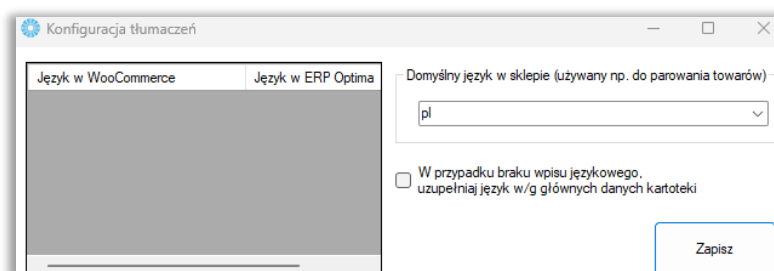 Konfiguracja tłumaczeń
Język w WooCommerce Język w ERP Optima
Domyślny język w sklepie (używany np. do parowania towarów)
pl
W przypadku braku wpisu językowego,
uzupełniaj język w/g głównych danych kartoteki
Zapisz